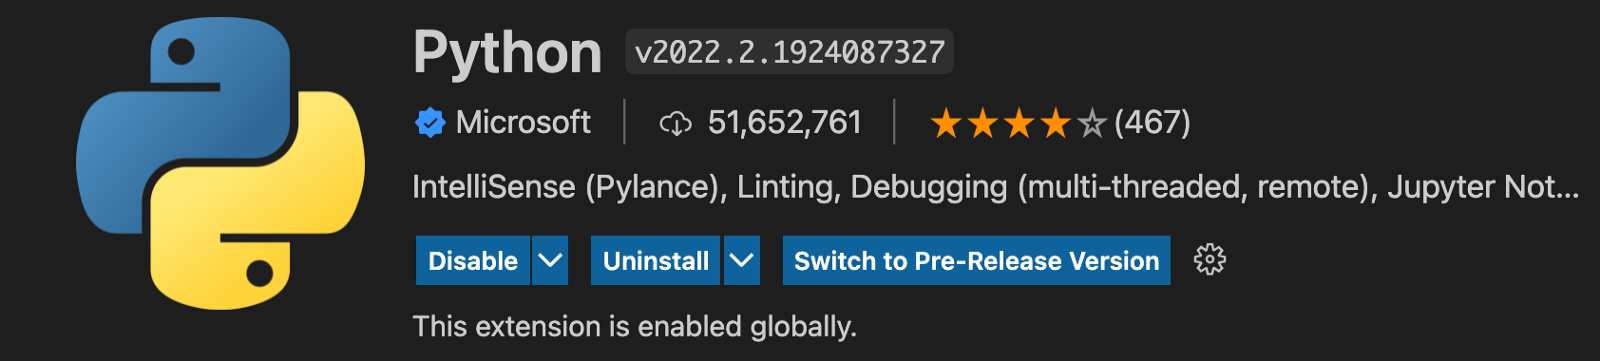 Python v2022.2.1924087327
Microsoft 51,652,761 (467)
IntelliSense (Pylance), Linting, Debugging (multi-threaded, remote), Jupyter Not...
Disable Uninstall Switch to Pre-Release Version
This extension is enabled globally.